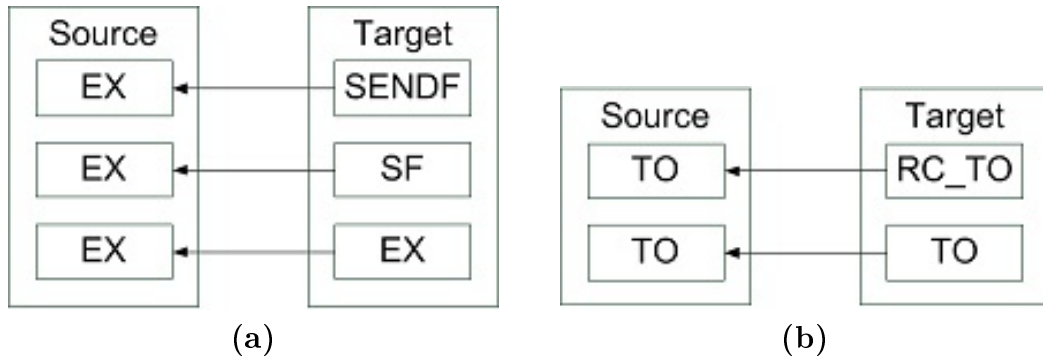 Source Target
EX SENDF
EX SF
EX EX
(a)
Source Target
TO RC_TO
TO TO
(b)